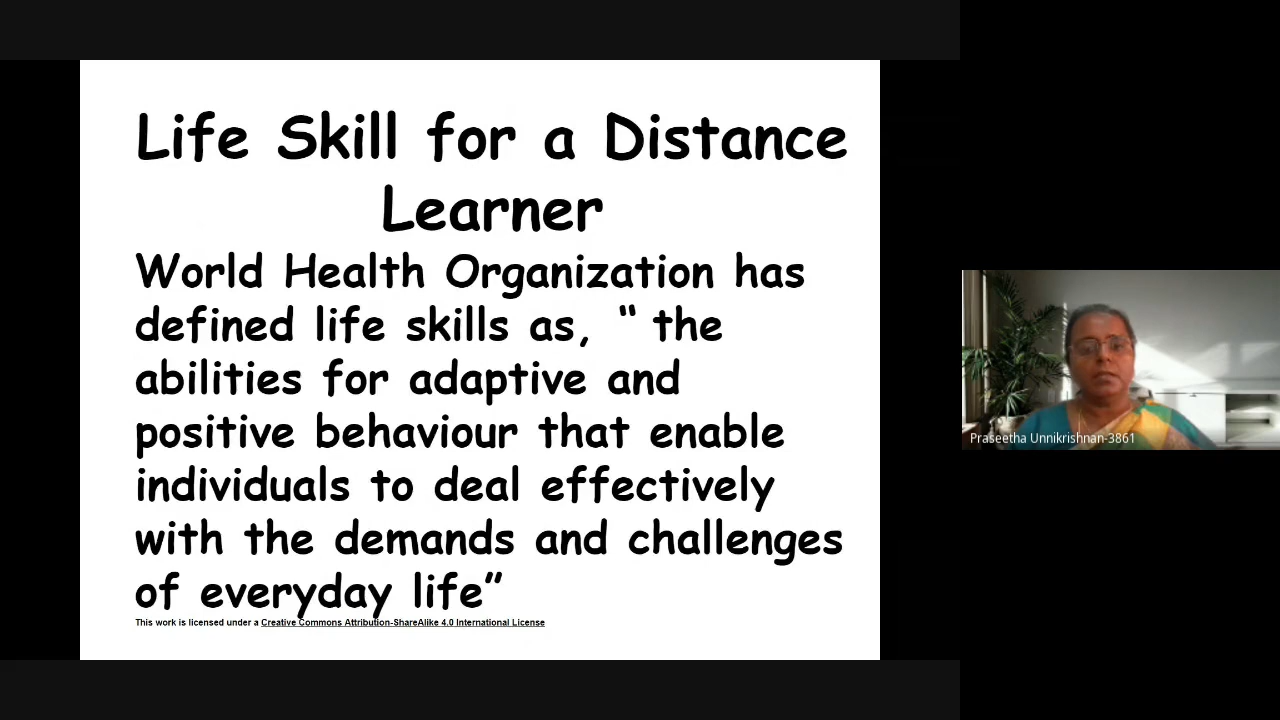 Life Skill for a Distance
Learner
World Health Organization has
defined life skills as, “ the
abilities for adaptive and
positive behaviour that enable
individuals to deal effectively
with the demands and challenges
of everyday life”
This work is licensed under a Creative Commons Attribution-ShareAlike 4.0 International License
Praseetha Unnikrishnan-3861